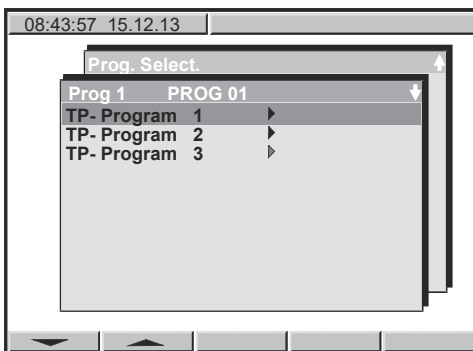 08:43:57 15.12.13
Prog. Select.
Prog 1 PROG 01
TP- Program 1
TP- Program 2
TP- Program 3